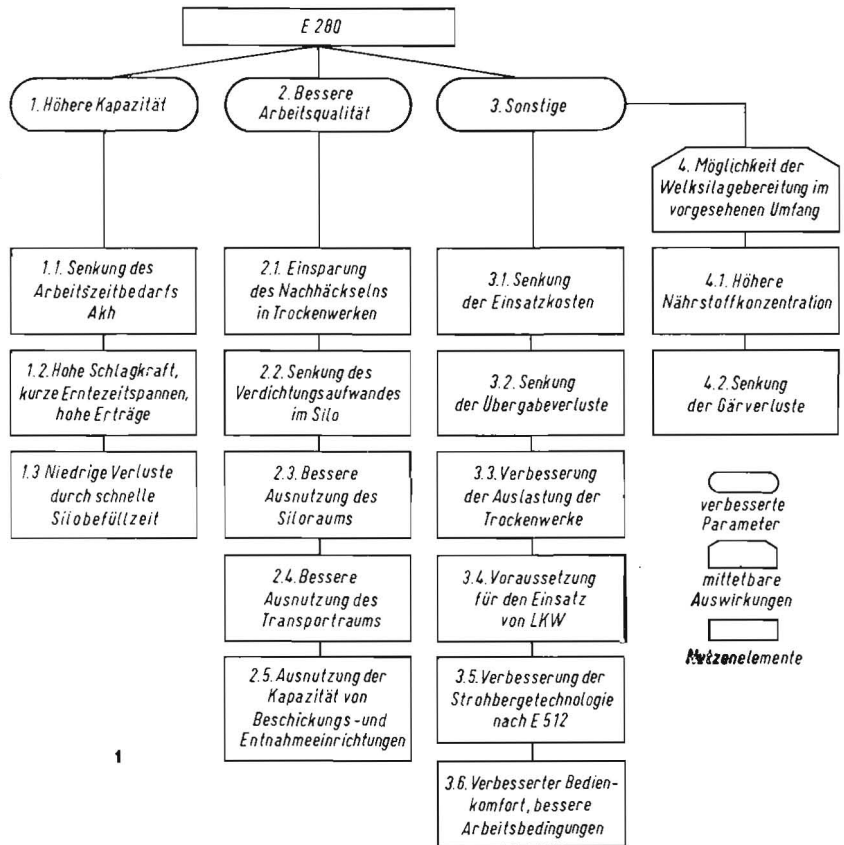 E 280
1. Höhere Kapazität
2. Bessere
Arbeitsqualität
3. Sonstige
4. Möglichkeit der
Welksilagebereitung im
vorgesehenen Umfang
1.1. Senkung des
Arbeitszeitbedarfs
Akh
1.2. Hohe Schlagkraft,
kurze Erntezeitspannen,
hohe Erträge
1.3 Niedrige Verluste
durch schnelle
Silobefüllzeit
2.1. Einsparung
des Nachhäckselns
in Trockenwerken
2.2. Senkung des
Verdichtungsaufwandes
im Silo
2.3. Bessere
Ausnutzung des
Siloraums
2.4. Bessere
Ausnutzung des
Transportraums
2.5. Ausnutzung der
Kapazität von
Beschickungs- und
Entnahmeeinrichtungen
3.1. Senkung
der Einsatzkosten
3.2. Senkung
der Übergabeverluste
3.3. Verbesserung
der Auslastung der
Trockenwerke
3.4. Voraussetzung
für den Einsatz
von LKW
3.5. Verbesserung der
Strohbergetechnologie
nach E 512
3.6. Verbesserter Bedien-
komfort, bessere
Arbeitsbedingungen
4.1. Höhere
Nährstoffkonzentration
4.2. Senkung
der Gärverluste
verbesserte
Parameter
mittetbare
Auswirkungen
Nutzenelemente
1